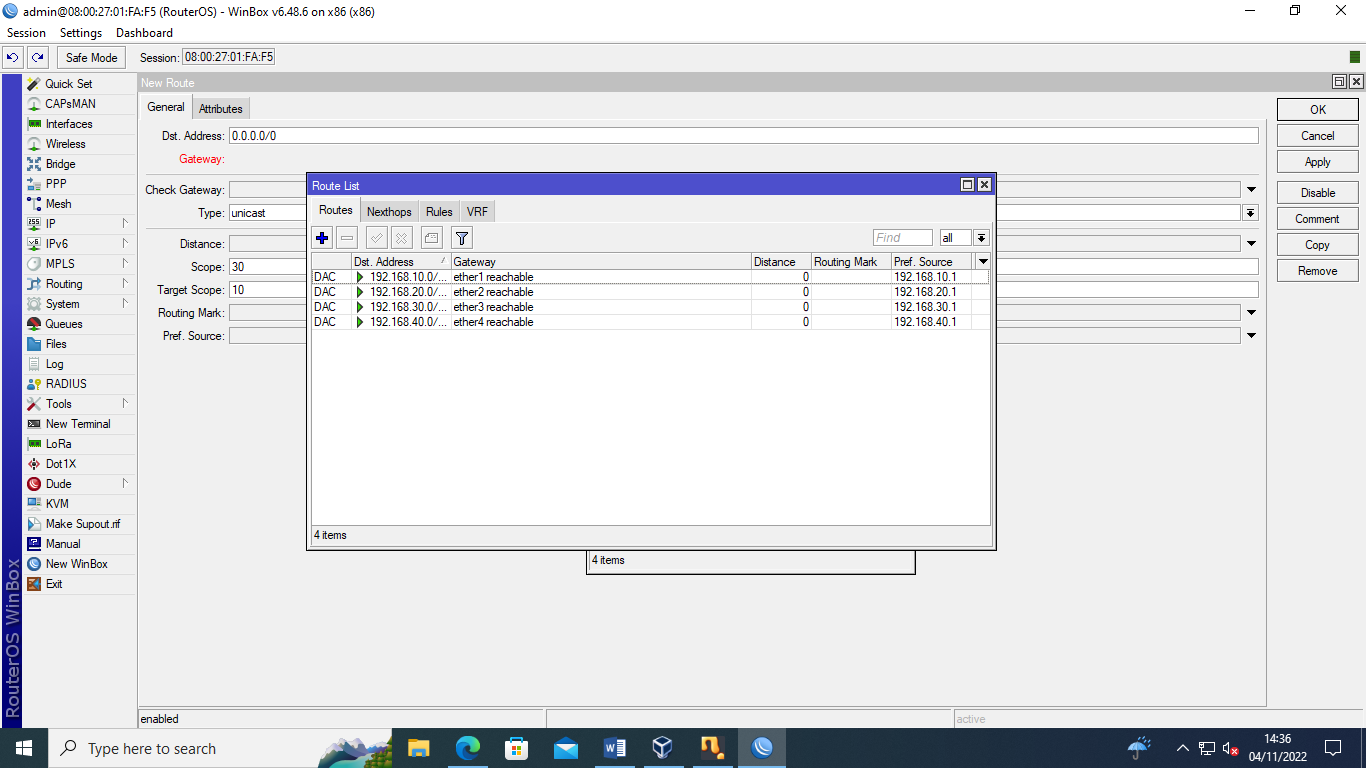 admin@08:00:27:01:FA:F5 (RouterOS) - WinBox v6.48.6 on x86 (x86)
Session Settings Dashboard
Safe Mode Session: 08:00:27:01:FA:F5
Quick Set
CAPsMAN
Interfaces
Wireless
Bridge
PPP
Mesh
IP
IPv6
MPLS
Routing
System
Queues
Files
Log
RADIUS
Tools
New Terminal
LoRa
Dot1X
Dude
KVM
Make Supout.rif
Manual
New WinBox
Exit
RouterOS WinBox
New Route
General Attributes
Dst. Address: 0.0.0.0/0
Gateway:
Check Gateway:
Type: unicast
Distance:
Scope: 30
Target Scope: 10
Routing Mark:
Pref. Source:
OK
Cancel
Apply
Disable
Comment
Copy
Remove
Route List
Routes Nexthops Rules VRF
Find all
Dst. Address Gateway Distance Routing Mark Pref. Source
DAC 192.168.10.0/... ether1 reachable 0 192.168.10.1
DAC 192.168.20.0/... ether2 reachable 0 192.168.20.1
DAC 192.168.30.0/... ether3 reachable 0 192.168.30.1
DAC 192.168.40.0/... ether4 reachable 0 192.168.40.1
4 items
4 items
enabled active
Type here to search
14:36
04/11/2022